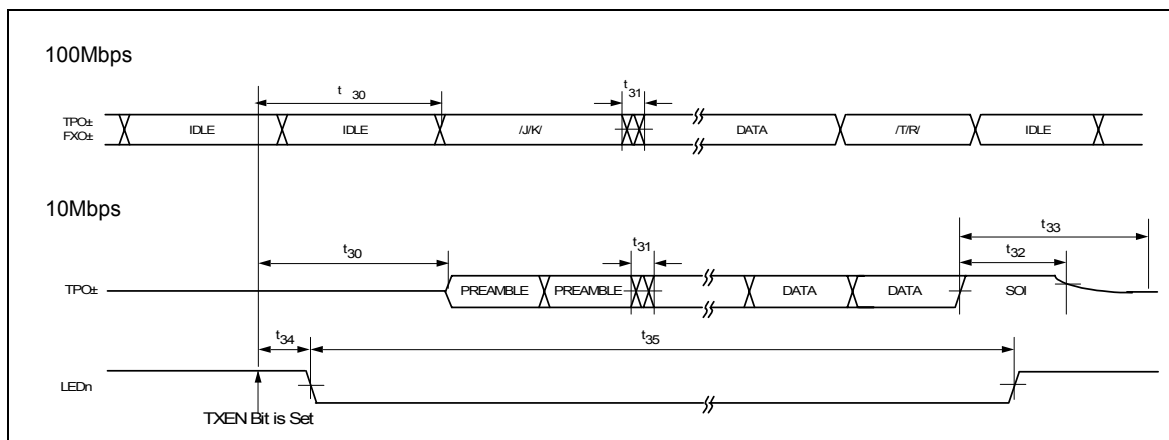 100Mbps
t 30
t31
TPO±
FXO±
IDLE
IDLE
/J/K/
DATA
/T/R/
IDLE
10Mbps
t33
t30
t31
t32
TPO±
PREAMBLE
PREAMBLE
DATA
DATA
SOI
t34
t35
LEDn
TXEN Bit is Set